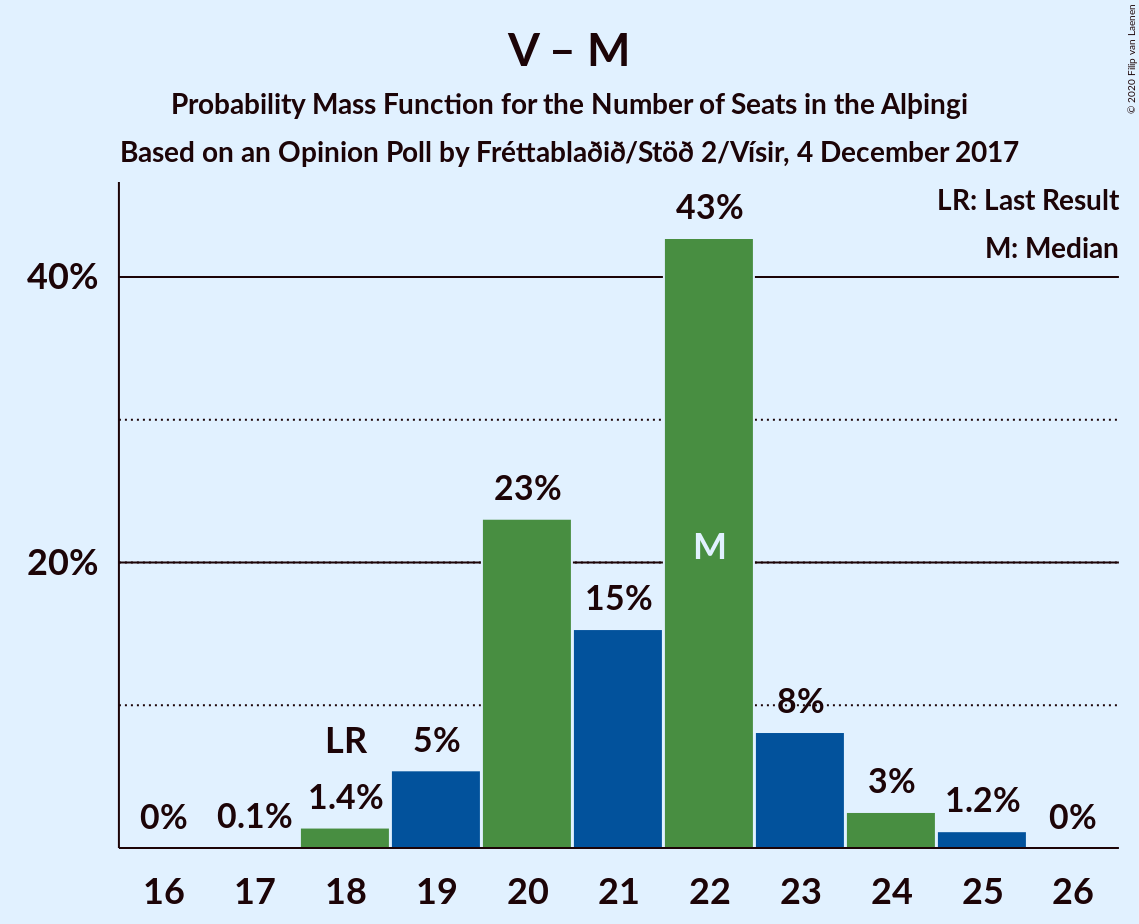 V – M
Probability Mass Function for the Number of Seats in the Alþingi
Based on an Opinion Poll by Fréttablaðið/Stöð 2/Vísir, 4 December 2017
© 2020 Filip van Laenen
LR: Last Result
M: Median
40%
20%
0%
0.1%
LR
1.4%
5%
23%
15%
43%
M
8%
3%
1.2%
0%
16 17 18 19 20 21 22 23 24 25 26